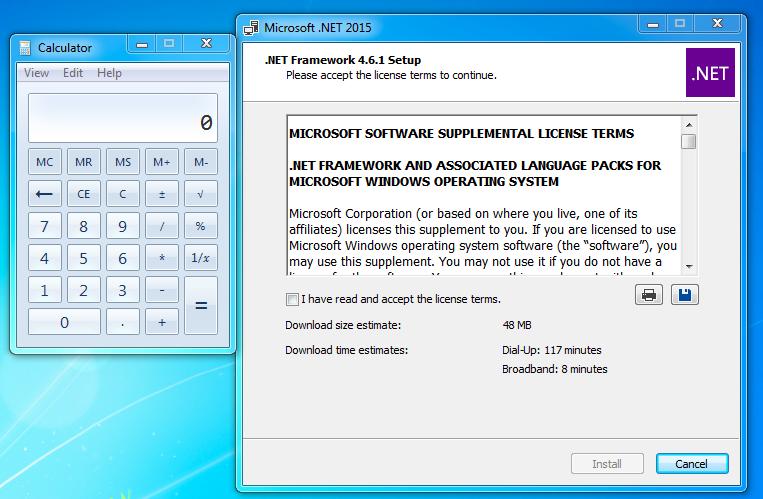 Calculator
View Edit Help
0
MC MR MS M+ M-
← CE C ± √
7 8 9 / %
4 5 6 * 1/x
1 2 3 - =
0 . +
Microsoft .NET 2015
.NET Framework 4.6.1 Setup
Please accept the license terms to continue.
.NET
MICROSOFT SOFTWARE SUPPLEMENTAL LICENSE TERMS
.NET FRAMEWORK AND ASSOCIATED LANGUAGE PACKS FOR
MICROSOFT WINDOWS OPERATING SYSTEM
Microsoft Corporation (or based on where you live, one of its
affiliates) licenses this supplement to you. If you are licensed to use
Microsoft Windows operating system software (the “software”), you
may use this supplement. You may not use it if you do not have a
I have read and accept the license terms.
Download size estimate: 48 MB
Download time estimates: Dial-Up: 117 minutes
Broadband: 8 minutes
Install Cancel